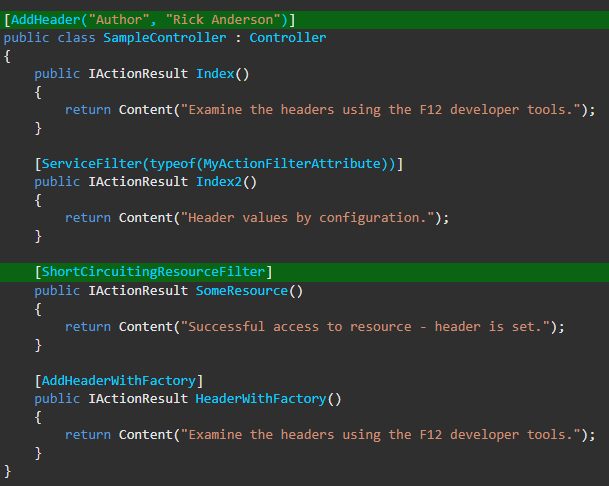 [AddHeader("Author", "Rick Anderson")]
public class SampleController : Controller
{
    public IActionResult Index()
    {
        return Content("Examine the headers using the F12 developer tools.");
    }

    [ServiceFilter(typeof(MyActionFilterAttribute))]
    public IActionResult Index2()
    {
        return Content("Header values by configuration.");
    }

    [ShortCircuitingResourceFilter]
    public IActionResult SomeResource()
    {
        return Content("Successful access to resource - header is set.");
    }

    [AddHeaderWithFactory]
    public IActionResult HeaderWithFactory()
    {
        return Content("Examine the headers using the F12 developer tools.");
    }
}